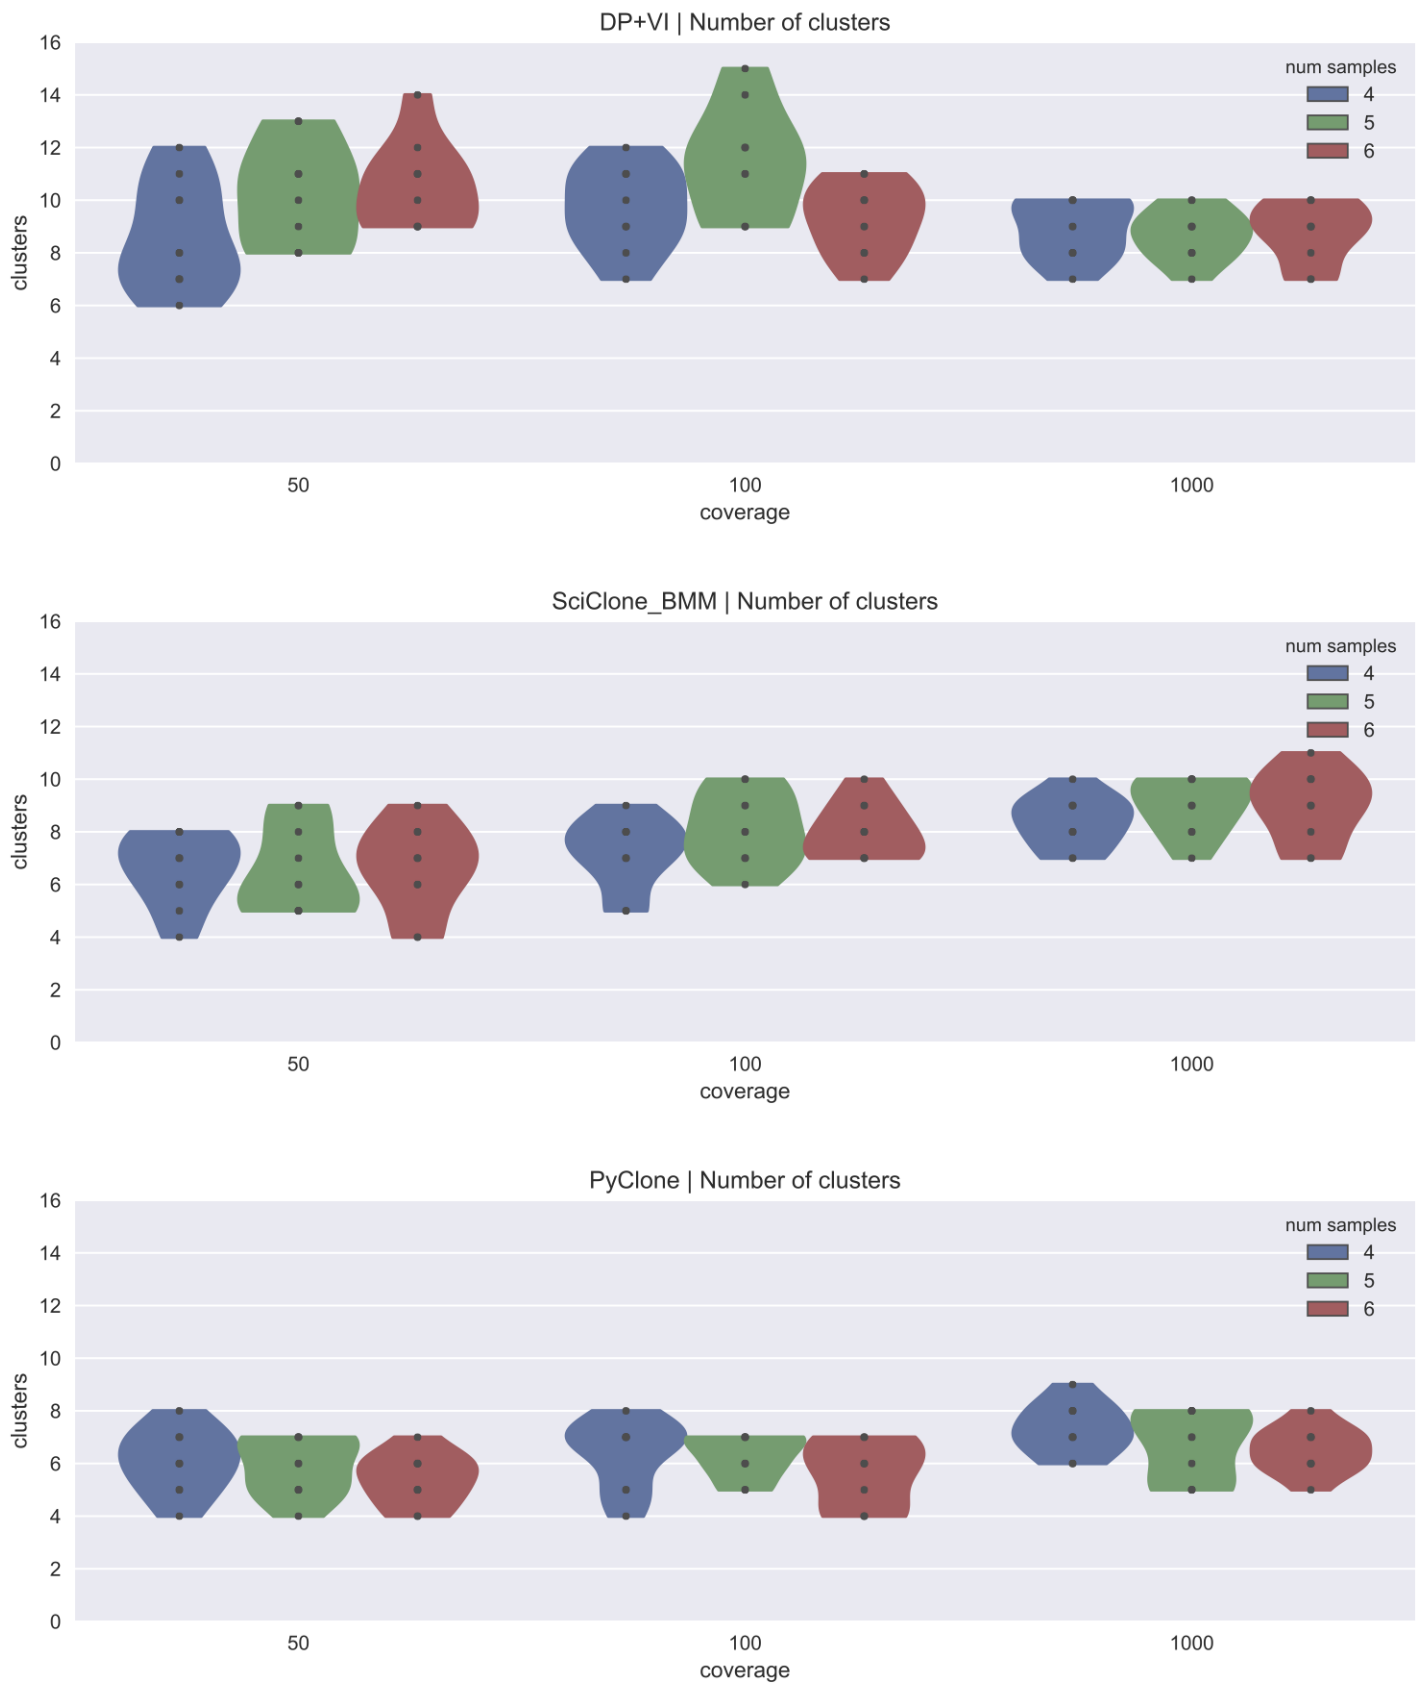 DP+VI | Number of clusters
16
14
12
10
8
6
4
2
0
clusters
num samples
4
5
6
50 100 1000
coverage
SciClone_BMM | Number of clusters
16
14
12
10
8
6
4
2
0
clusters
num samples
4
5
6
50 100 1000
coverage
PyClone | Number of clusters
16
14
12
10
8
6
4
2
0
clusters
num samples
4
5
6
50 100 1000
coverage